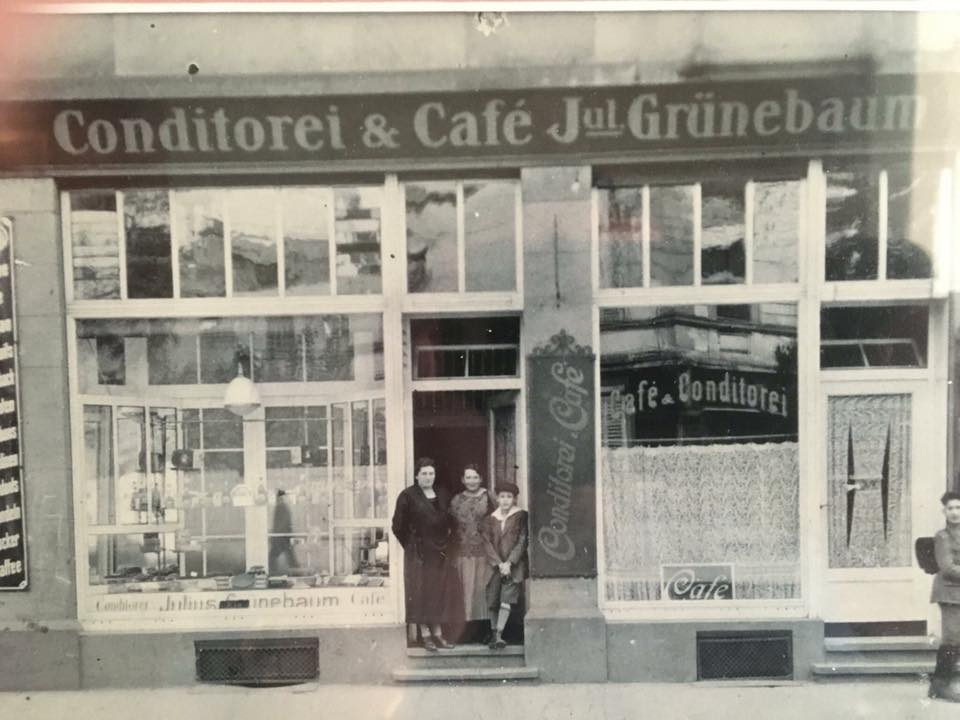 Conditorei & Café Jul. Grünebaum
Conditorei. Café
Café & Conditorei
Café
Conditorei Julius Grünebaum Café